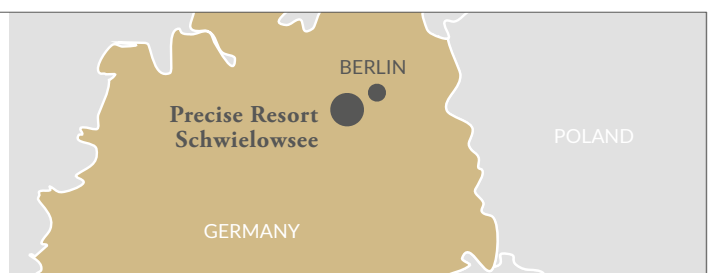 BERLIN
Precise Resort
Schwielowsee
POLAND
GERMANY